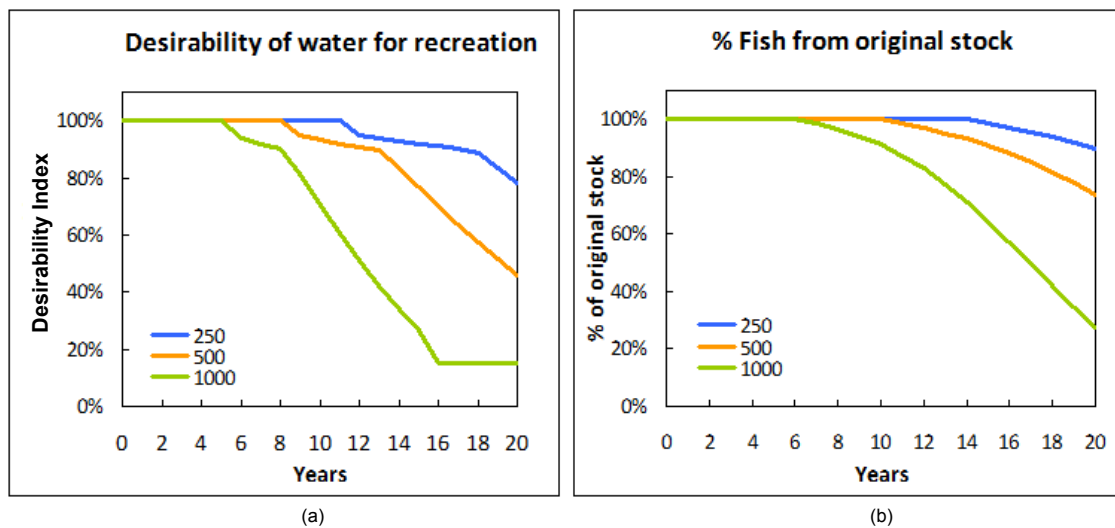 Desirability of water for recreation
Desirability Index
100%
80%
60%
40%
20%
0%
250
500
1000
0 2 4 6 8 10 12 14 16 18 20
Years
(a)
% Fish from original stock
% of original stock
100%
80%
60%
40%
20%
0%
250
500
1000
0 2 4 6 8 10 12 14 16 18 20
Years
(b)